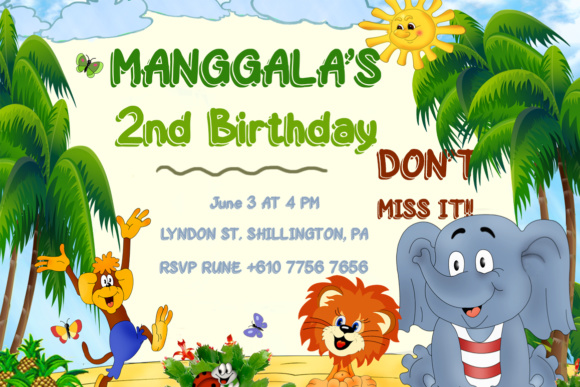 MANGGALA'S
2nd Birthday
DON'T
MISS IT!!
June 3 AT 4 PM
LYNDON ST. SHILLINGTON, PA
RSVP RUNE +610 7756 7656